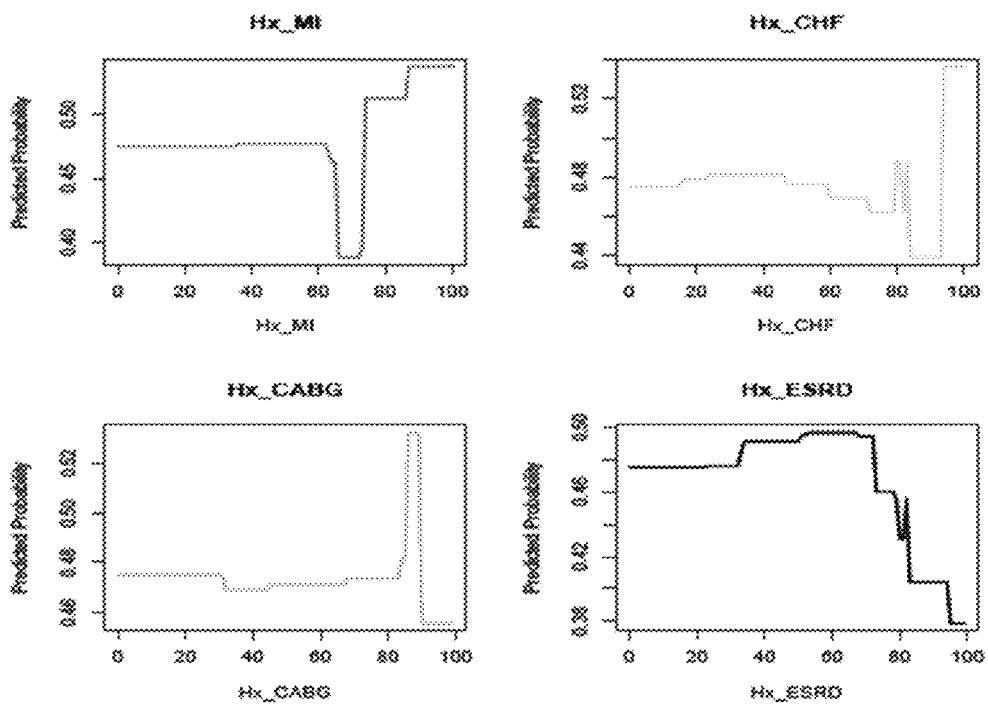 Hx_MI
Predicted Probability
0.50
0.45
0.40
0 20 40 60 80 100
Hx_MI
Hx_CHF
Predicted Probability
0.52
0.48
0.44
0 20 40 60 80 100
Hx_CHF
Hx_CABG
Predicted Probability
0.52
0.50
0.48
0.46
0 20 40 60 80 100
Hx_CABG
Hx_ESRD
Predicted Probability
0.50
0.46
0.42
0.38
0 20 40 60 80 100
Hx_ESRD